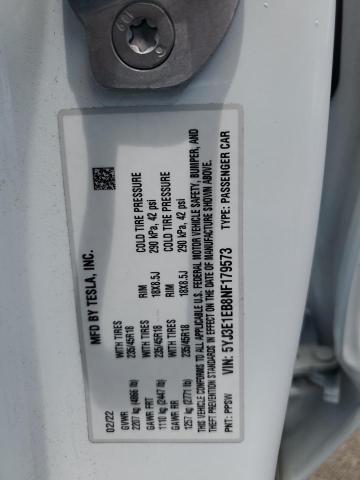 MFD BY TESLA, INC.
02/22
GVWR WITH TIRES RIM COLD TIRE PRESSURE
2207 kg (4866 lb) 235/45R18 18X8.5J 290 kPa, 42 psi
GAWR FRT WITH TIRES RIM COLD TIRE PRESSURE
1110 kg (2447 lb) 235/45R18 18X8.5J 290 kPa, 42 psi
GAWR RR
1257 kg (2771 lb) 235/45R18
THIS VEHICLE CONFORMS TO ALL APPLICABLE FEDERAL MOTOR VEHICLE SAFETY, BUMPER, AND
THEFT PREVENTION STANDARDS IN EFFECT ON THE DATE OF MANUFACTURE SHOWN ABOVE.
VIN: 5YJ3E1EB8NF179573 TYPE: PASSENGER CAR
PNT: PPSW